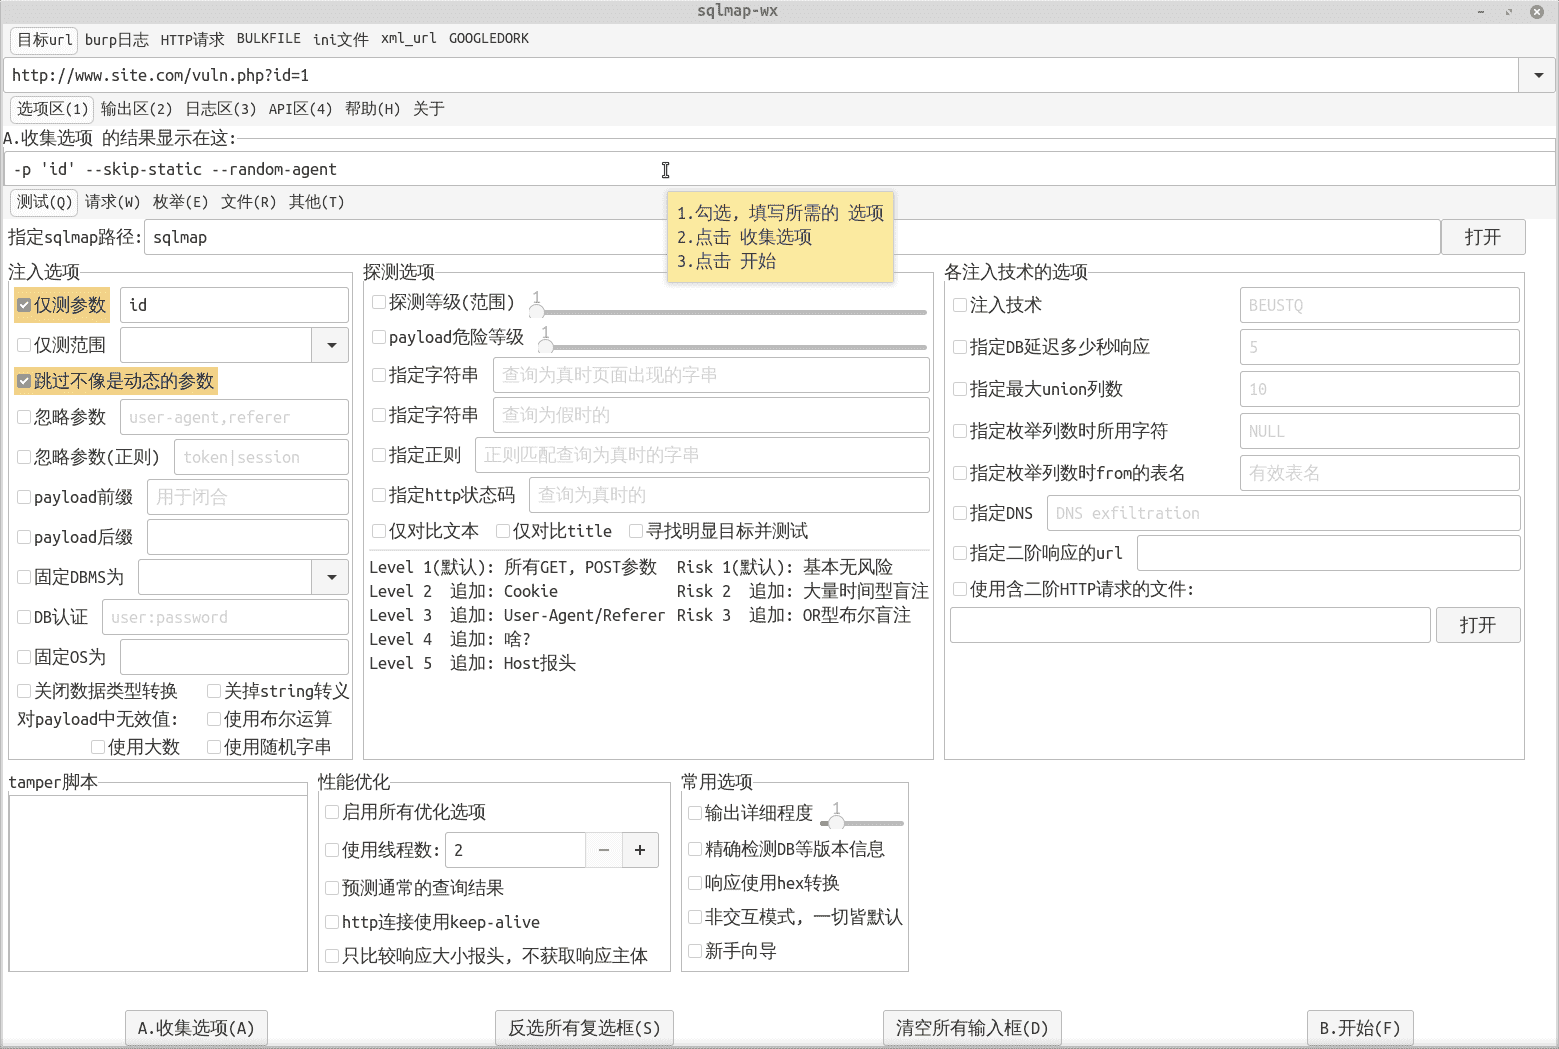 sqlmap-wx
目标url burp日志 HTTP请求 BULKFILE ini文件 xml_url GOOGLEDORK
http://www.site.com/vuln.php?id=1
选项区(1) 输出区(2) 日志区(3) API区(4) 帮助(H) 关于
A.收集选项 的结果显示在这:
-p 'id' --skip-static --random-agent
测试(Q) 请求(W) 枚举(E) 文件(R) 其他(T)
1.勾选, 填写所需的 选项
2.点击 收集选项
3.点击 开始
指定sqlmap路径: sqlmap 打开
注入选项
仅测参数 id
仅测范围
跳过不像是动态的参数
忽略参数 user-agent,referer
忽略参数(正则) token|session
payload前缀 用于闭合
payload后缀
固定DBMS为
DB认证 user:password
固定OS为
关闭数据类型转换 关掉string转义
对payload中无效值: 使用布尔运算
使用大数 使用随机字串
探测选项
探测等级(范围) 1
payload危险等级 1
指定字符串 查询为真时页面出现的字串
指定字符串 查询为假时的
指定正则 正则匹配查询为真时的字串
指定http状态码 查询为真时的
仅对比文本 仅对比title 寻找明显目标并测试
Level 1(默认): 所有GET, POST参数 Risk 1(默认): 基本无风险
Level 2 追加: Cookie Risk 2 追加: 大量时间型盲注
Level 3 追加: User-Agent/Referer Risk 3 追加: OR型布尔盲注
Level 4 追加: 啥?
Level 5 追加: Host报头
各注入技术的选项
注入技术 BEUSTQ
指定DB延迟多少秒响应 5
指定最大union列数 10
指定枚举列数时所用字符 NULL
指定枚举列数时from的表名 有效表名
指定DNS DNS exfiltration
指定二阶响应的url
使用含二阶HTTP请求的文件:
打开
tamper脚本
性能优化
启用所有优化选项
使用线程数: 2 − +
预测通常的查询结果
http连接使用keep-alive
只比较响应大小报头, 不获取响应主体
常用选项
输出详细程度 1
精确检测DB等版本信息
响应使用hex转换
非交互模式, 一切皆默认
新手向导
A.收集选项(A) 反选所有复选框(S) 清空所有输入框(D) B.开始(F)